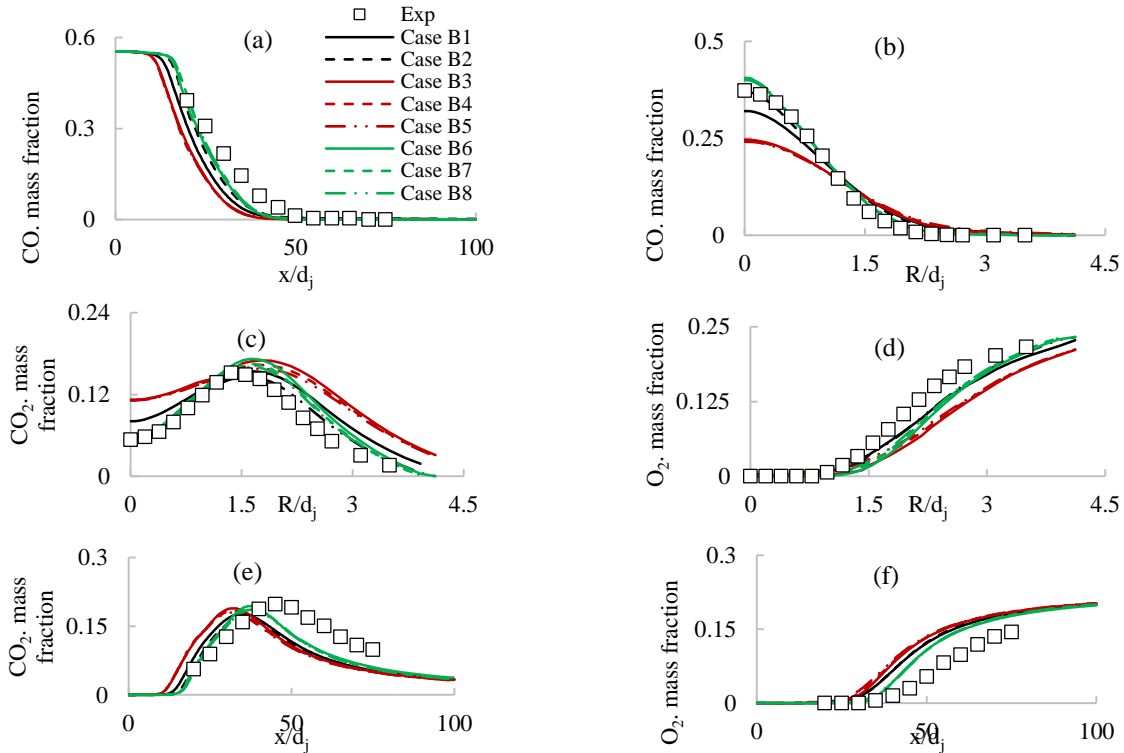 Exp
Case B1
Case B2
Case B3
Case B4
Case B5
Case B6
Case B7
Case B8
(a)
0.6
0.3
0
0
50
100
CO. mass fraction
x/dj
(b)
0.5
0.25
0
0
1.5
3
4.5
CO. mass fraction
R/dj
(c)
0.24
0.12
0
0
1.5
3
4.5
CO2. mass
fraction
R/dj
(d)
0.25
0.125
0
0
1.5
3
4.5
O2. mass fraction
R/dj
(e)
0.3
0.15
0
0
50
100
CO2. mass
fraction
x/dj
(f)
0.3
0.15
0
0
50
100
O2. mass fraction
x/dj